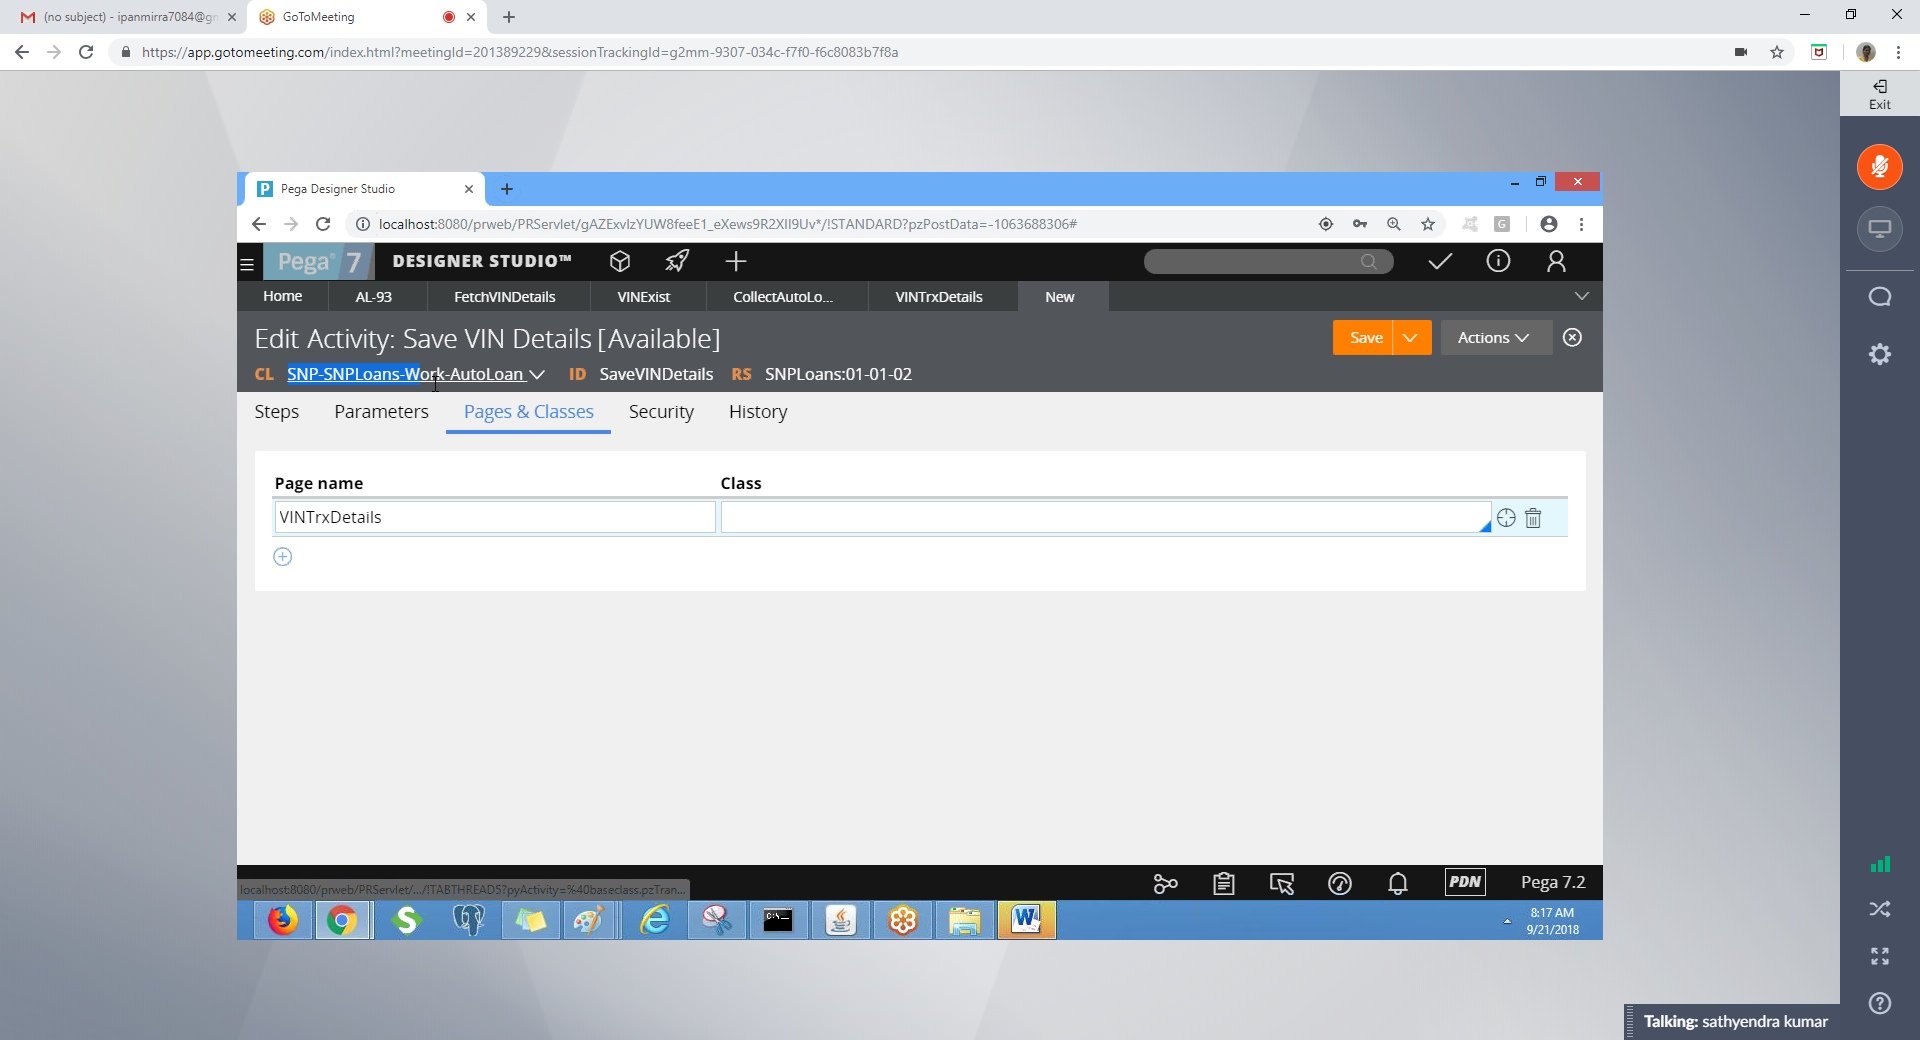 (no subject) - ipanmirra7084@gm
GoToMeeting
https://app.gotomeeting.com/index.html?meetingId=201389229&sessionTrackingId=g2mm-9307-034c-f7f0-f6c8083b7f8a
Exit
Pega Designer Studio
localhost:8080/prweb/PRServlet/gAZExvlzYUW8feeE1_eXews9R2XII9Uv*/!STANDARD?pzPostData=-1063688306#
Pega 7 DESIGNER STUDIO™
Home AL-93 FetchVINDetails VINExist CollectAutoLo... VINTrxDetails New
Edit Activity: Save VIN Details [Available]
Save Actions
CL SNP-SNPLoans-Work-AutoLoan ID SaveVINDetails RS SNPLoans:01-01-02
Steps Parameters Pages & Classes Security History
Page name Class
VINTrxDetails
localhost:8080/prweb/PRServlet/.../!TABTHREAD5?pyActivity=%40baseclass.pzTran...
PDN Pega 7.2
8:17 AM
9/21/2018
Talking: sathyendra kumar